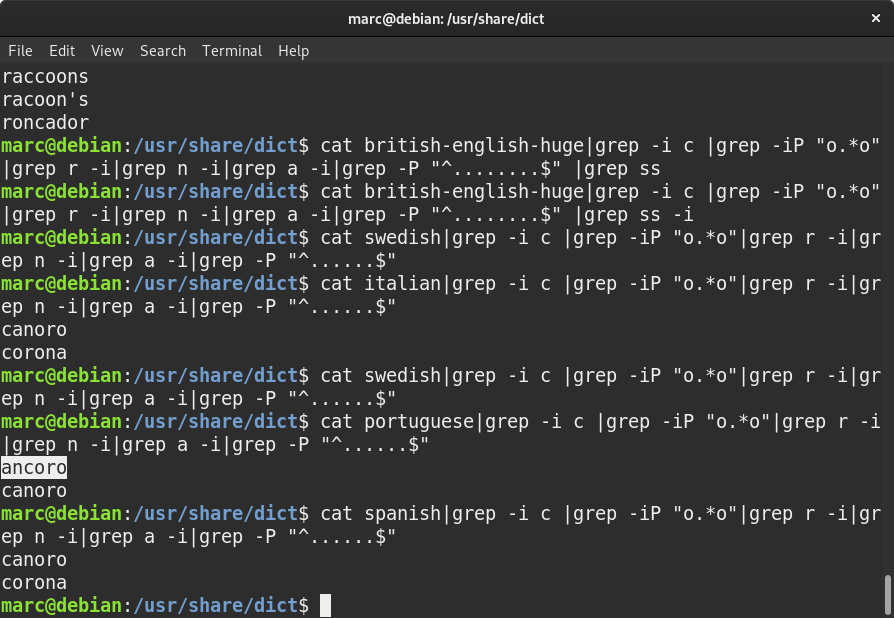 marc@debian: /usr/share/dict ×
File Edit View Search Terminal Help
raccoons
racoon's
roncador
marc@debian:/usr/share/dict$ cat british-english-huge|grep -i c |grep -iP "o.*o"
|grep r -i|grep n -i|grep a -i|grep -P "^........$" |grep ss
marc@debian:/usr/share/dict$ cat british-english-huge|grep -i c |grep -iP "o.*o"
|grep r -i|grep n -i|grep a -i|grep -P "^........$" |grep ss -i
marc@debian:/usr/share/dict$ cat swedish|grep -i c |grep -iP "o.*o"|grep r -i|gr
ep n -i|grep a -i|grep -P "^......$"
marc@debian:/usr/share/dict$ cat italian|grep -i c |grep -iP "o.*o"|grep r -i|gr
ep n -i|grep a -i|grep -P "^......$"
canoro
corona
marc@debian:/usr/share/dict$ cat swedish|grep -i c |grep -iP "o.*o"|grep r -i|gr
ep n -i|grep a -i|grep -P "^......$"
marc@debian:/usr/share/dict$ cat portuguese|grep -i c |grep -iP "o.*o"|grep r -i
|grep n -i|grep a -i|grep -P "^......$"
ancoro
canoro
marc@debian:/usr/share/dict$ cat spanish|grep -i c |grep -iP "o.*o"|grep r -i|gr
ep n -i|grep a -i|grep -P "^......$"
canoro
corona
marc@debian:/usr/share/dict$